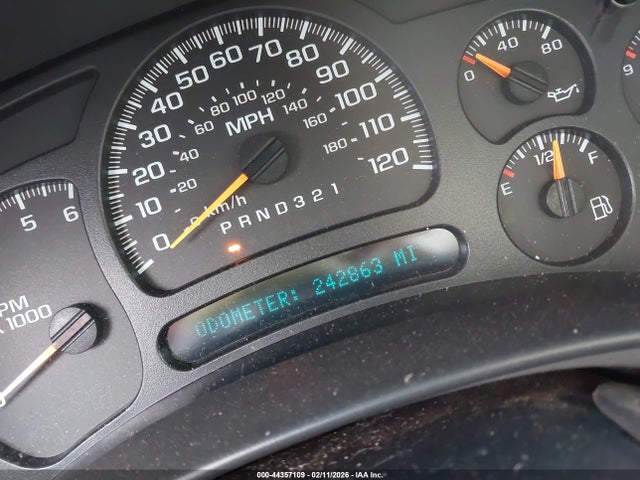 0 10 20 30 40 50 60 70 80 90 100 110 120
20 40 60 80 100 120 140 160 180
MPH
km/h
P R N D 3 2 1
ODOMETER: 242863 MI
5 6
X1000
0 40 80
E 1/2 F
9
000-44357109 - 02/11/2026 - IAA Inc.